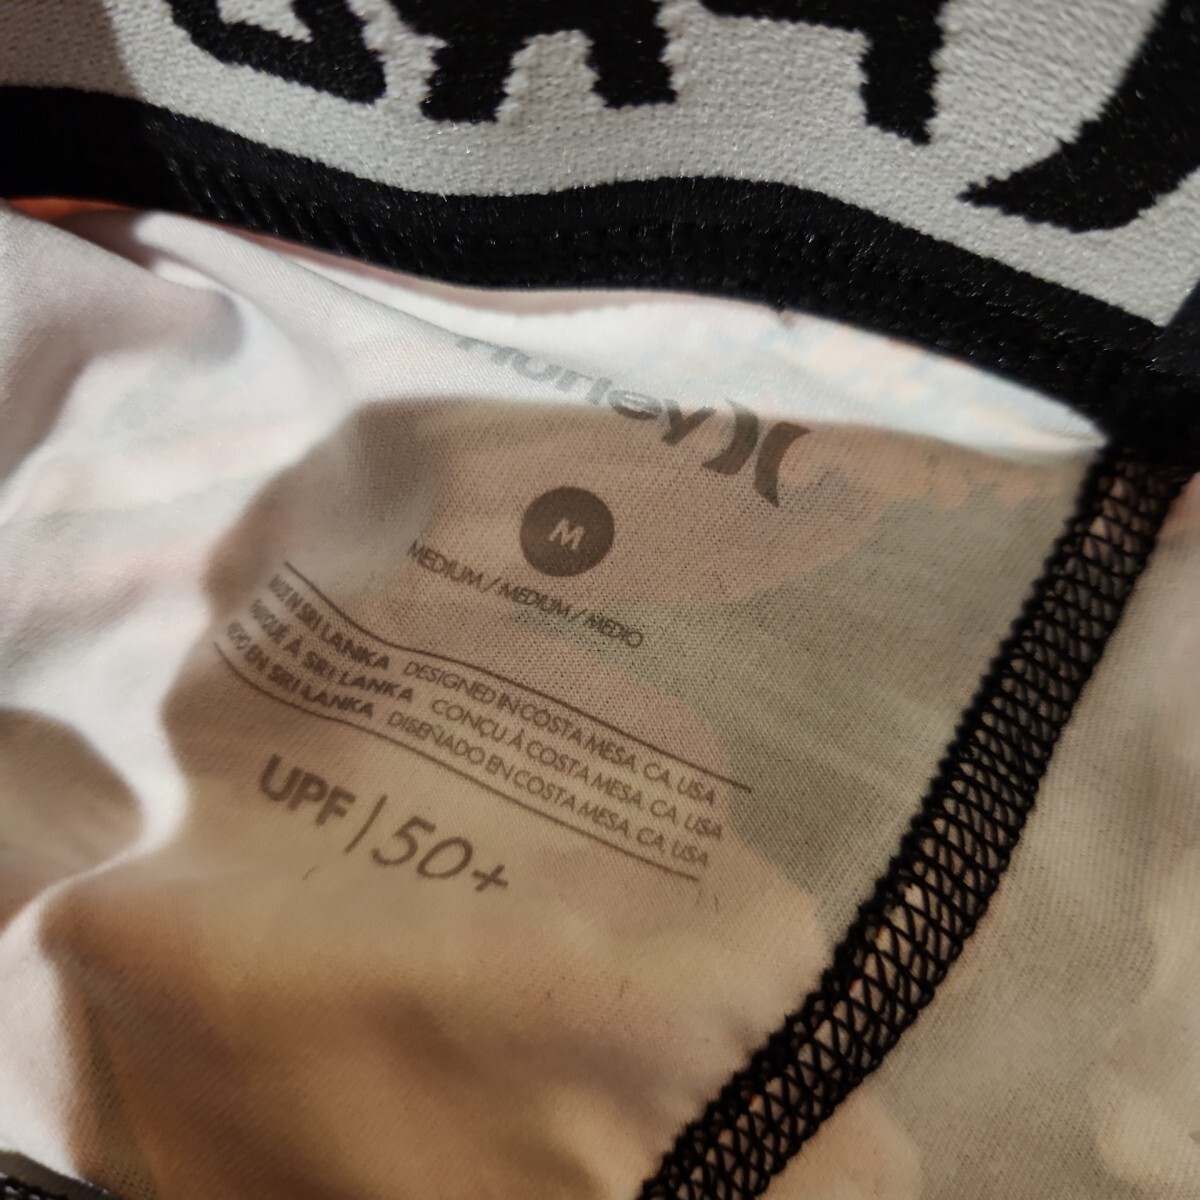 Hurley
M
MEDIUM / MEDIUM / MEDIO
MADE IN SRI LANKA DESIGNED IN COSTA MESA, CA, USA
FABRIQUÉ À SRI LANKA CONÇU À COSTA MESA, CA, USA
HECHO EN SRI LANKA DISEÑADO EN COSTA MESA, CA, USA
UPF | 50+